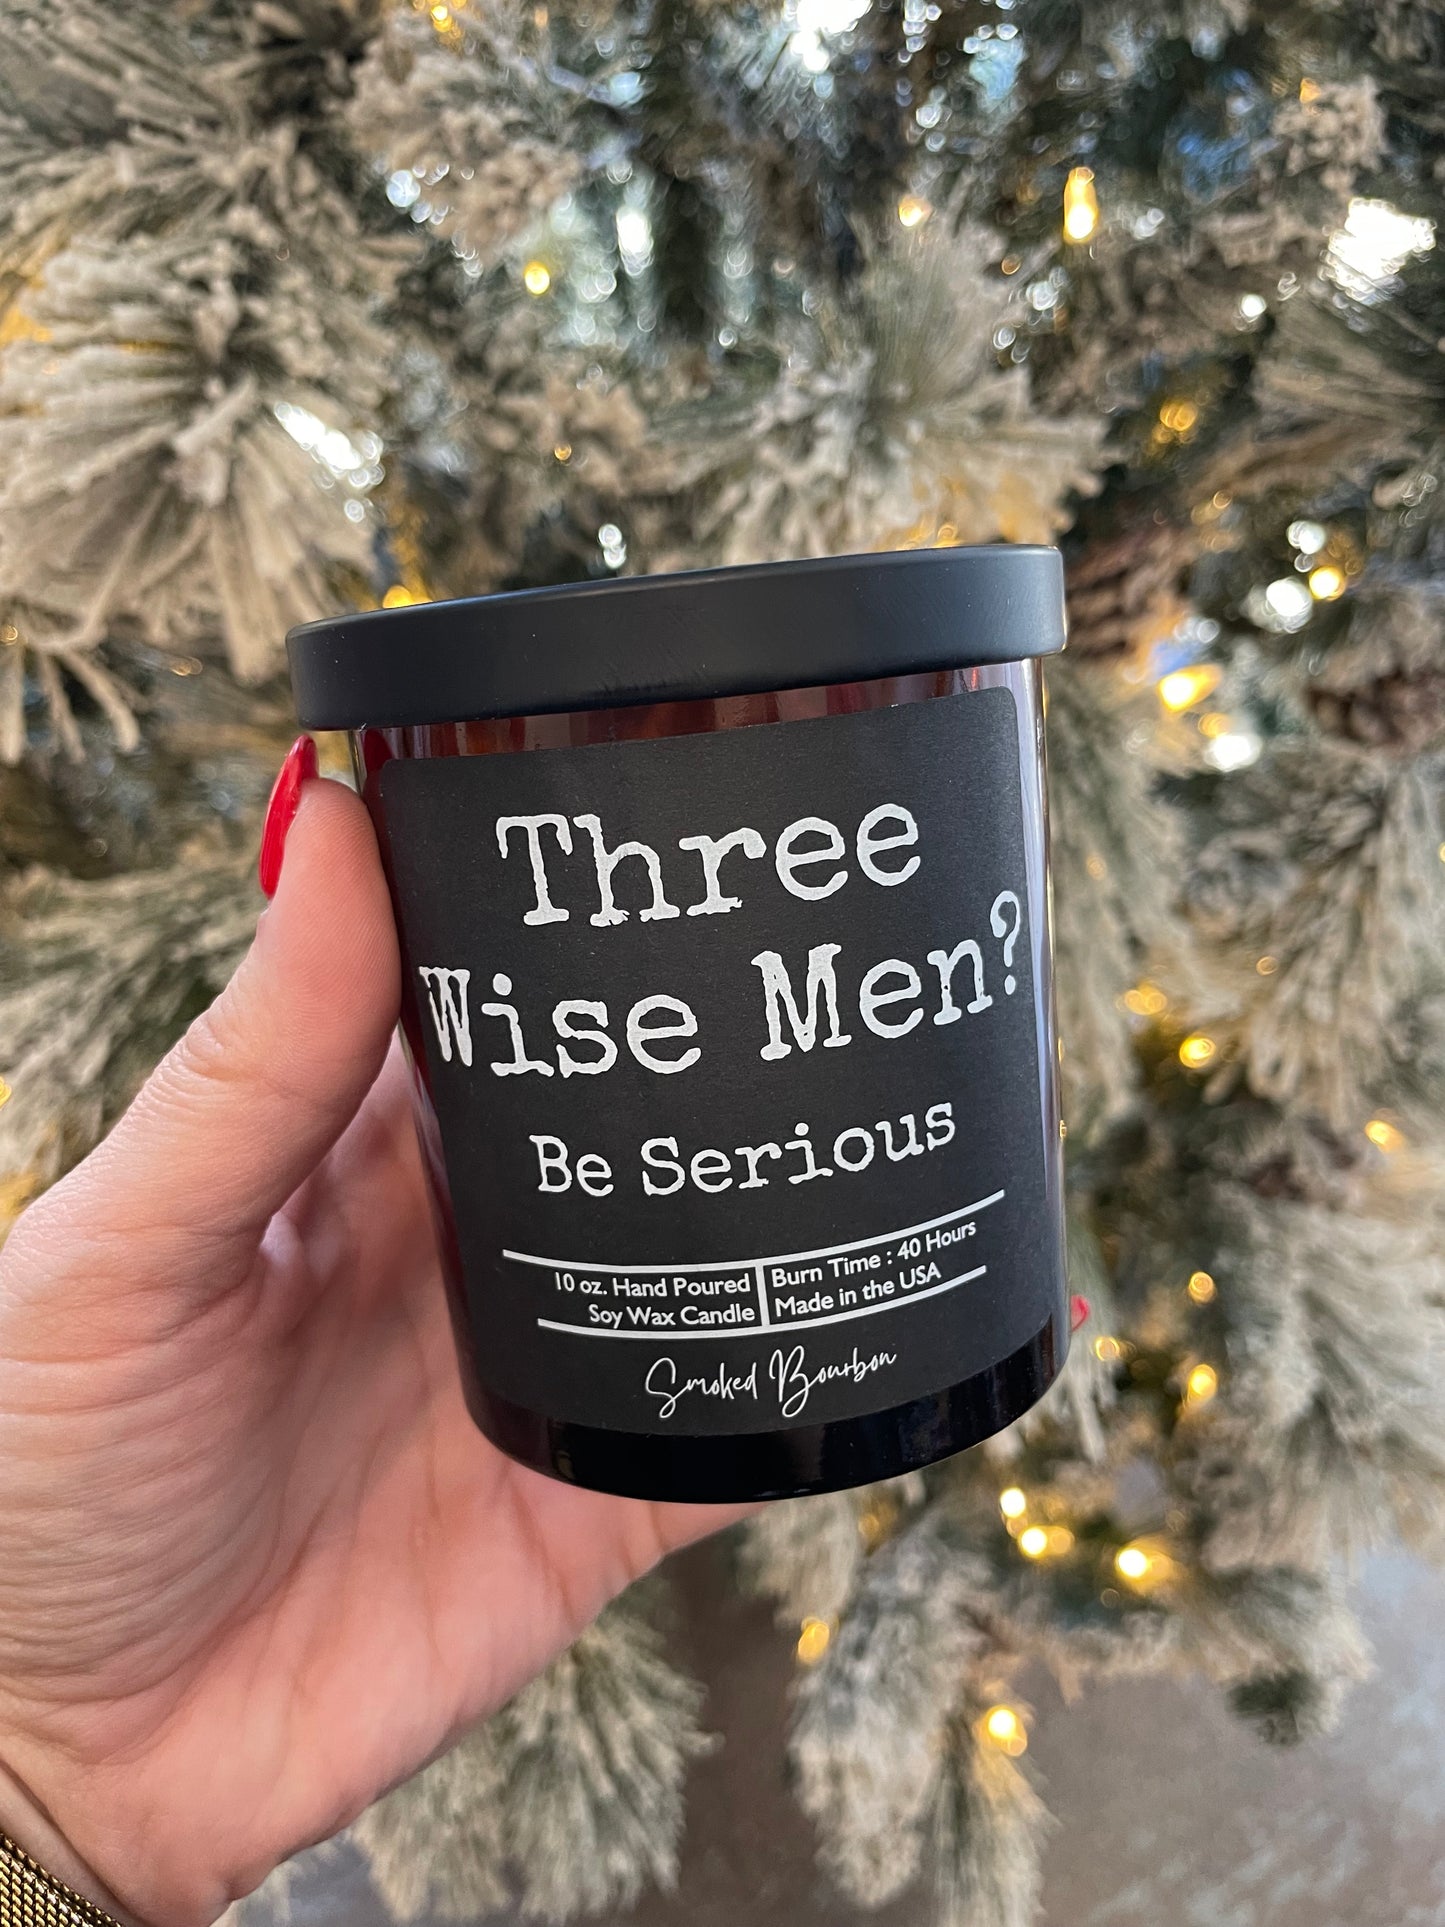 Three
Wise Men?
Be Serious
10 oz. Hand Poured
Soy Wax Candle
Burn Time : 40 Hours
Made in the USA
Smoked Bourbon